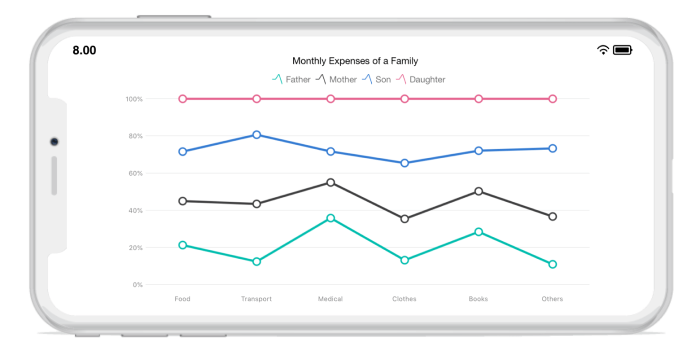 8.00
Monthly Expenses of a Family
Father Mother Son Daughter
100%
80%
60%
40%
20%
0%
Food Transport Medical Clothes Books Others